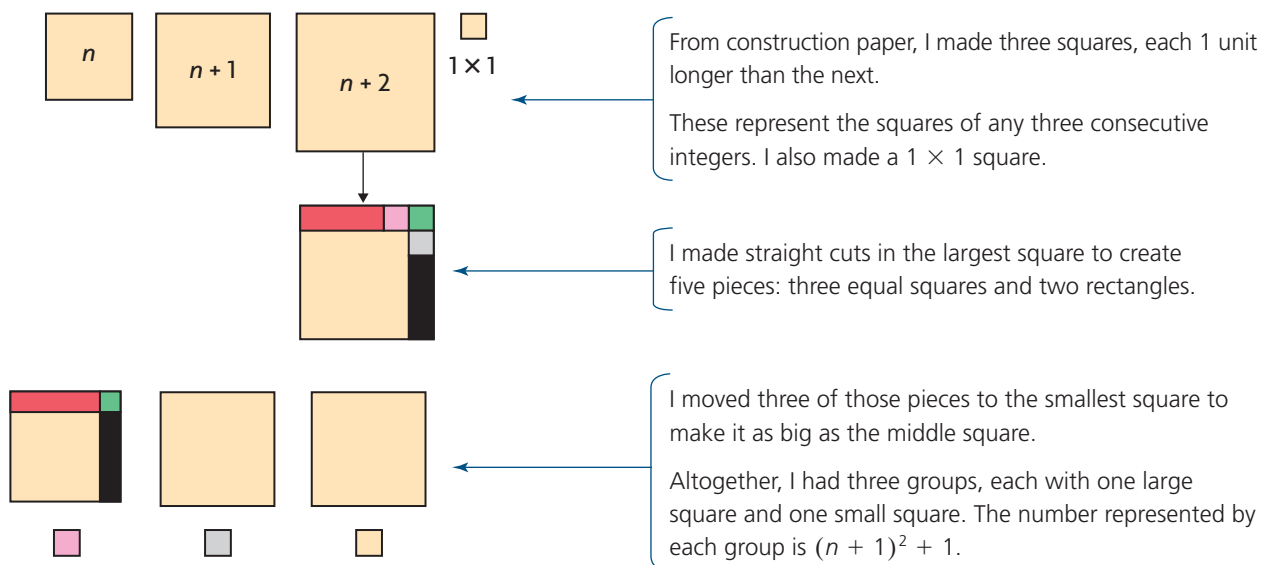 n
n + 1
n + 2
1 × 1
From construction paper, I made three squares, each 1 unit
longer than the next.
These represent the squares of any three consecutive
integers. I also made a 1 × 1 square.
I made straight cuts in the largest square to create
five pieces: three equal squares and two rectangles.
I moved three of those pieces to the smallest square to
make it as big as the middle square.
Altogether, I had three groups, each with one large
square and one small square. The number represented by
each group is (n + 1)² + 1.